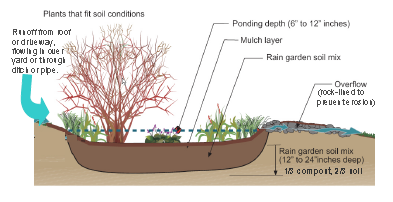 Plants that fit soil conditions
Runoff from roof
or driveway,
flowing in over
yard or through
ditch or pipe.
Ponding depth (6" to 12" inches)
Mulch layer
Rain garden soil mix
Overflow
(rock-lined to
prevent erosion)
Rain garden soil mix
(12" to 24"inches deep)
1/3 compost, 2/3 soil